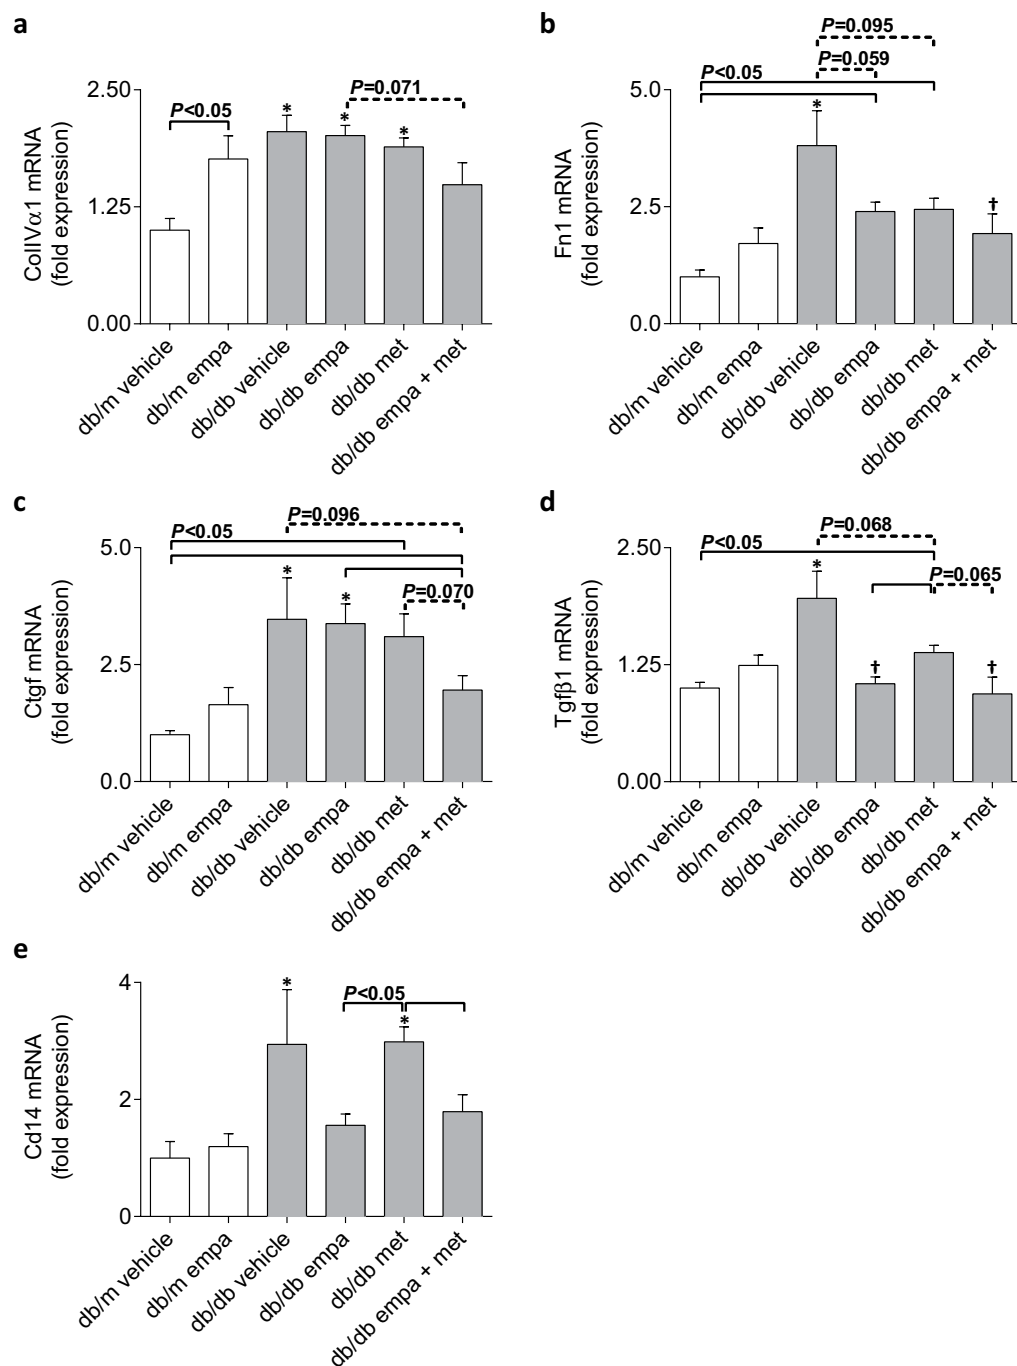 a
ColIVα1 mRNA
(fold expression)
2.50
1.25
0.00
P<0.05
*
*
*
P=0.071
db/m vehicle
db/m empa
db/db vehicle
db/db empa
db/db met
db/db empa + met
b
Fn1 mRNA
(fold expression)
5.0
2.5
0.0
P=0.095
P=0.059
P<0.05
*
†
db/m vehicle
db/m empa
db/db vehicle
db/db empa
db/db met
db/db empa + met
c
Ctgf mRNA
(fold expression)
5.0
2.5
0.0
P=0.096
P<0.05
*
*
P=0.070
db/m vehicle
db/m empa
db/db vehicle
db/db empa
db/db met
db/db empa + met
d
Tgfβ1 mRNA
(fold expression)
2.50
1.25
0.00
P=0.068
P<0.05
*
P=0.065
†
†
db/m vehicle
db/m empa
db/db vehicle
db/db empa
db/db met
db/db empa + met
e
Cd14 mRNA
(fold expression)
4
2
0
*
P<0.05
*
db/m vehicle
db/m empa
db/db vehicle
db/db empa
db/db met
db/db empa + met